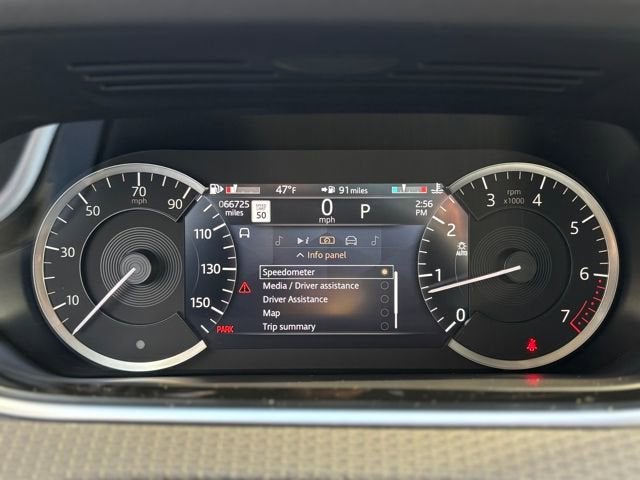 47°F
91 miles
066725
miles
SPEED
LIMIT
50
0
mph
P
2:56
PM
10
30
50
70
90
110
130
150
mph
Info panel
Speedometer
Media / Driver assistance
Driver Assistance
Map
Trip summary
PARK
AUTO
rpm
x1000
0
1
2
3
4
5
6
7